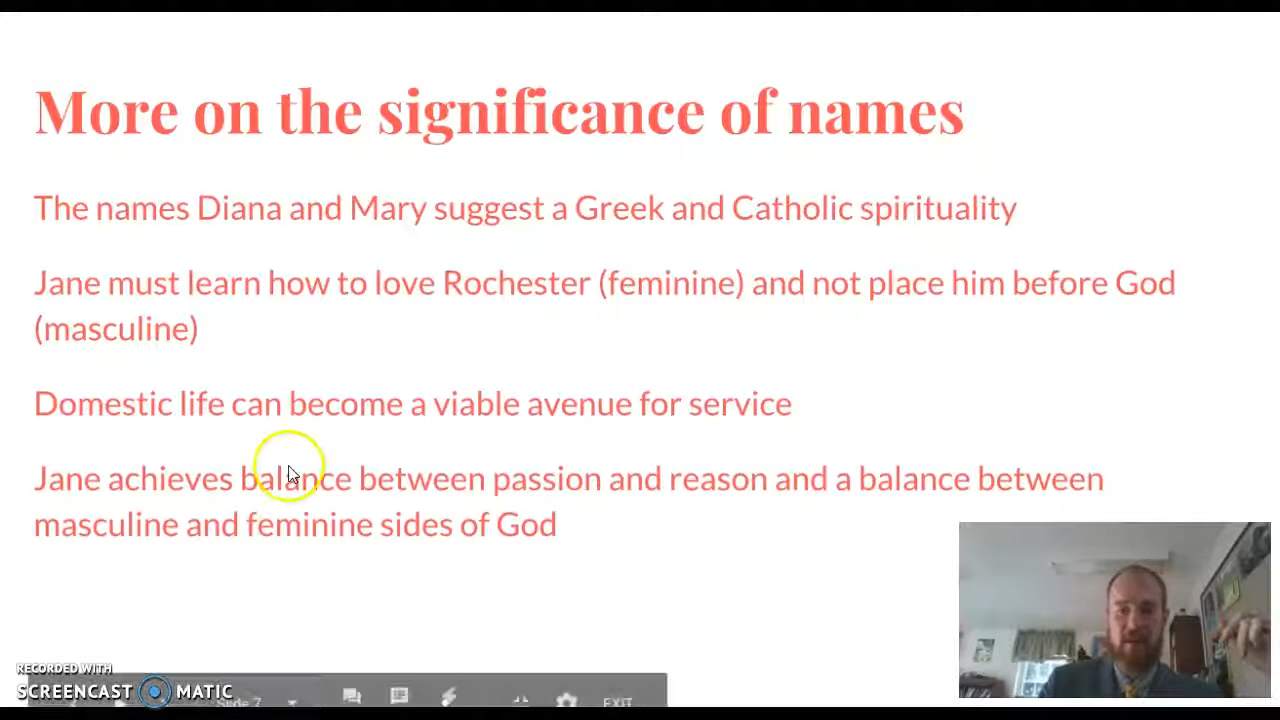 More on the significance of names
The names Diana and Mary suggest a Greek and Catholic spirituality
Jane must learn how to love Rochester (feminine) and not place him before God
(masculine)
Domestic life can become a viable avenue for service
Jane achieves balance between passion and reason and a balance between
masculine and feminine sides of God
RECORDED WITH
SCREENCAST MATIC
Slide 7
EXIT